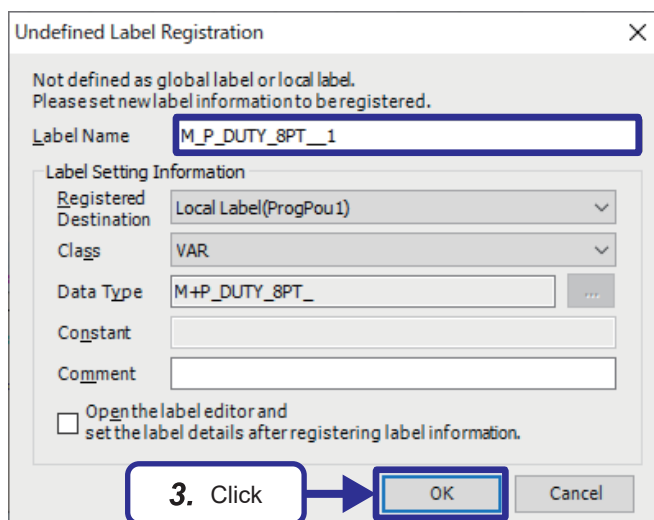 Undefined Label Registration
Not defined as global label or local label.
Please set new label information to be registered.
Label Name M_P_DUTY_8PT__1
Label Setting Information
Registered Destination Local Label(ProgPou1)
Class VAR
Data Type M+P_DUTY_8PT_ ...
Constant
Comment
Open the label editor and
set the label details after registering label information.
3. Click OK Cancel